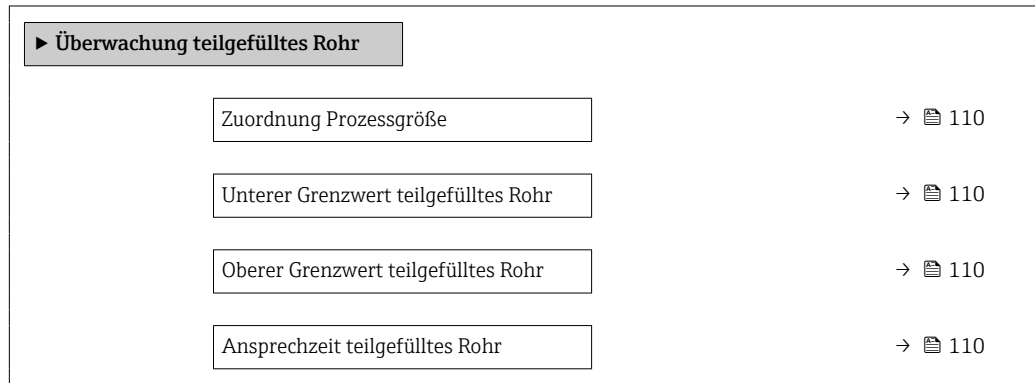 ► Überwachung teilgefülltes Rohr
Zuordnung Prozessgröße → 110
Unterer Grenzwert teilgefülltes Rohr → 110
Oberer Grenzwert teilgefülltes Rohr → 110
Ansprechzeit teilgefülltes Rohr → 110